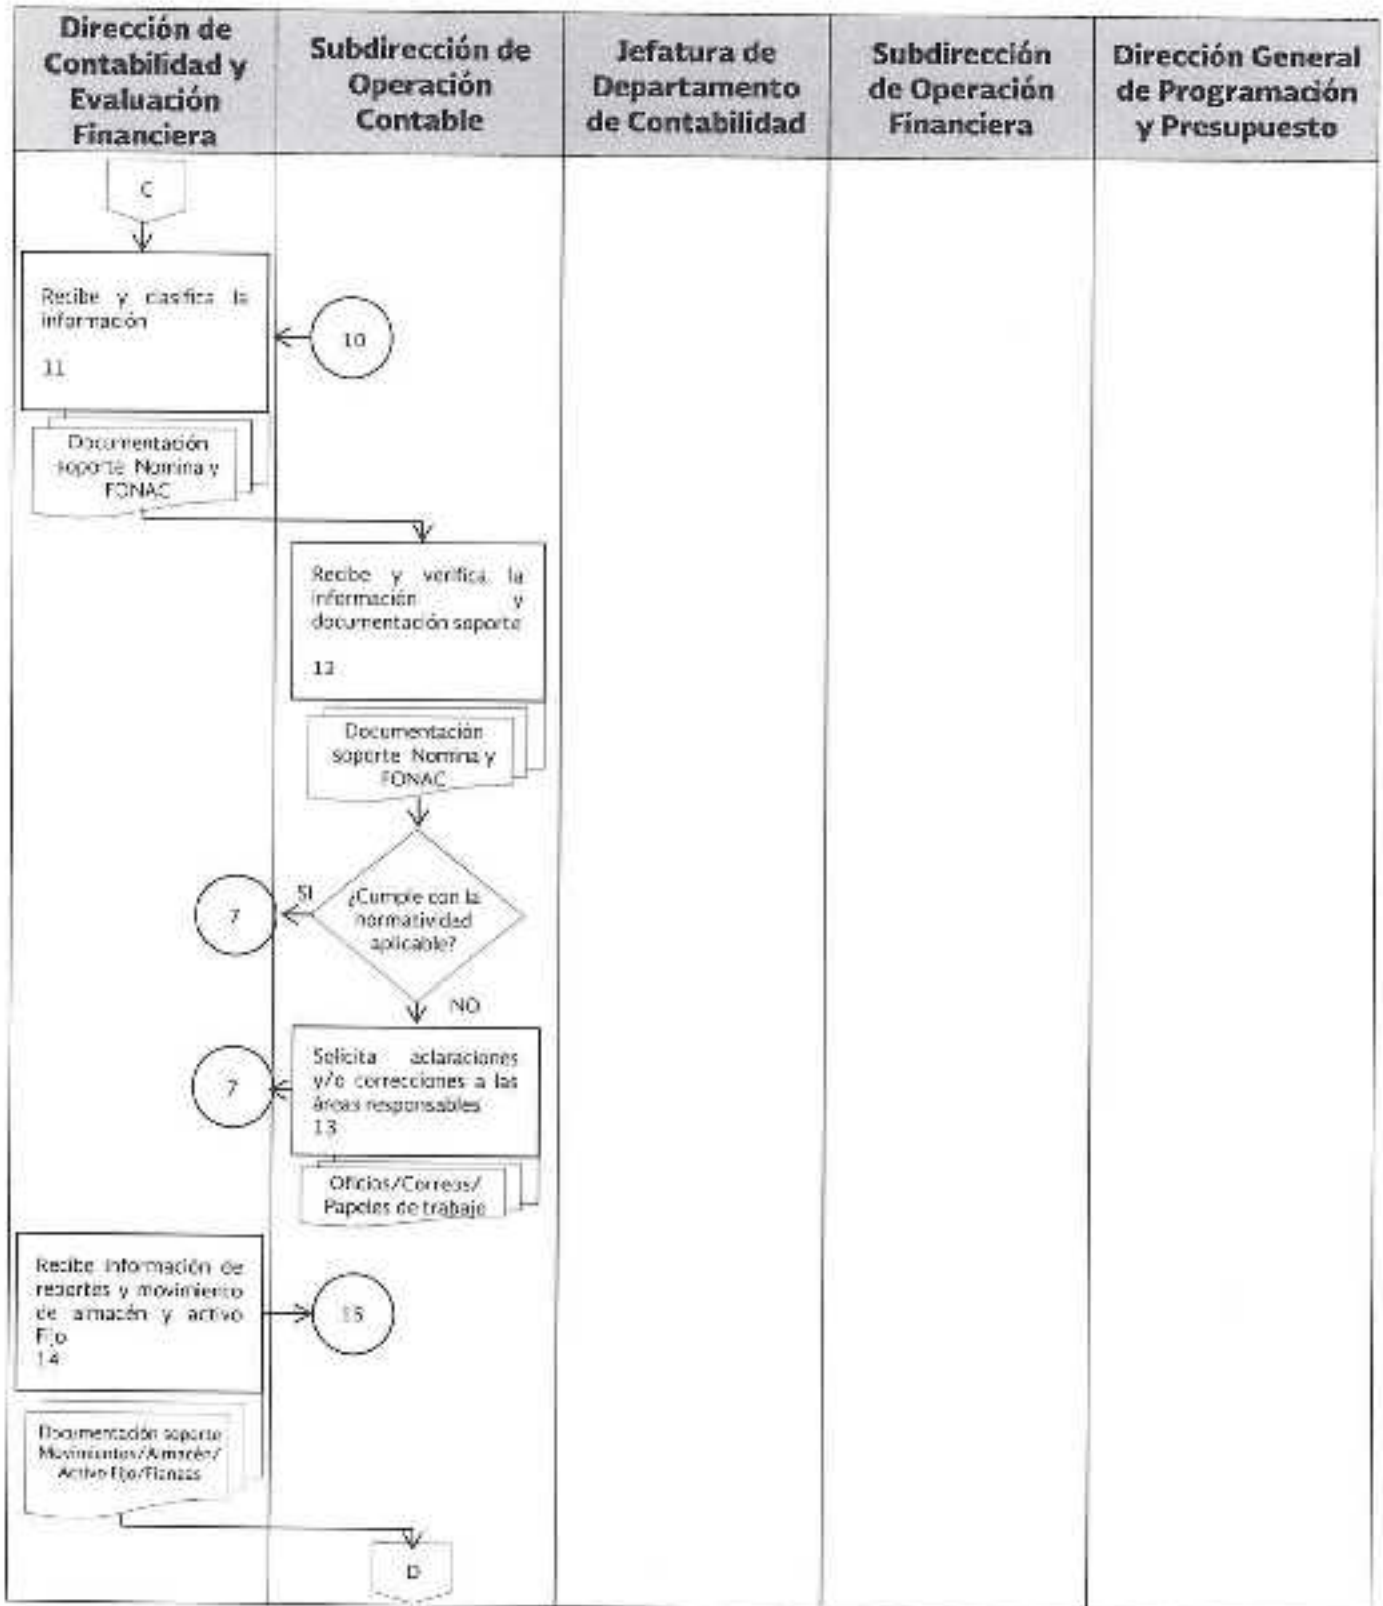 Dirección de
Contabilidad y
Evaluación
Financiera
Subdirección de
Operación
Contable
Jefatura de
Departamento
de Contabilidad
Subdirección
de Operación
Financiera
Dirección General
de Programación
y Presupuesto
C
Recibe y clasifica la
información
11
10
Documentación
soporte Nomina y
FONAC
Recibe y verifica la
información y
documentación soporte
12
Documentación
soporte Nomina y
FONAC
¿Cumple con la
normatividad
aplicable?
SI
7
NO
Solicita aclaraciones
y/o correcciones a las
áreas responsables
13
7
Oficios/Correos/
Papeles de trabajo
Recibe información de
reportes y movimiento
de almacén y activo
Fijo
14
15
Documentación soporte
Movimientos/Almacén/
Activo Fijo/Fianzas
D